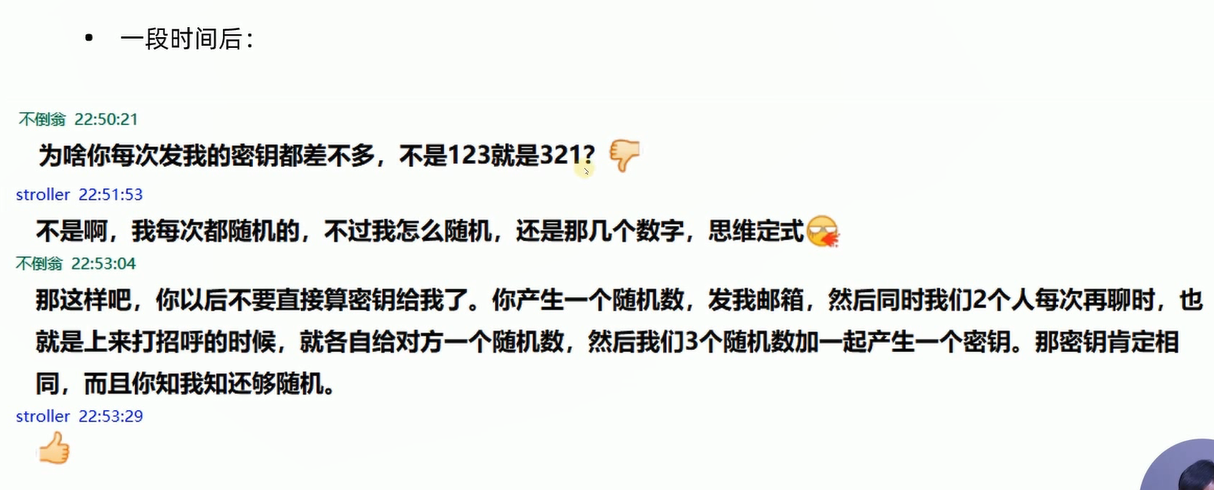 • 一段时间后：
不倒翁 22:50:21
为啥你每次发我的密钥都差不多，不是123就是321?
stroller 22:51:53
不是啊，我每次都随机的，不过我怎么随机，还是那几个数字，思维定式
不倒翁 22:53:04
那这样吧，你以后不要直接算密钥给我了。你产生一个随机数，发我邮箱，然后同时我们2个人每次再聊时，也
就是上来打招呼的时候，就各自给对方一个随机数，然后我们3个随机数加一起产生一个密钥。那密钥肯定相
同，而且你知我知还够随机。
stroller 22:53:29